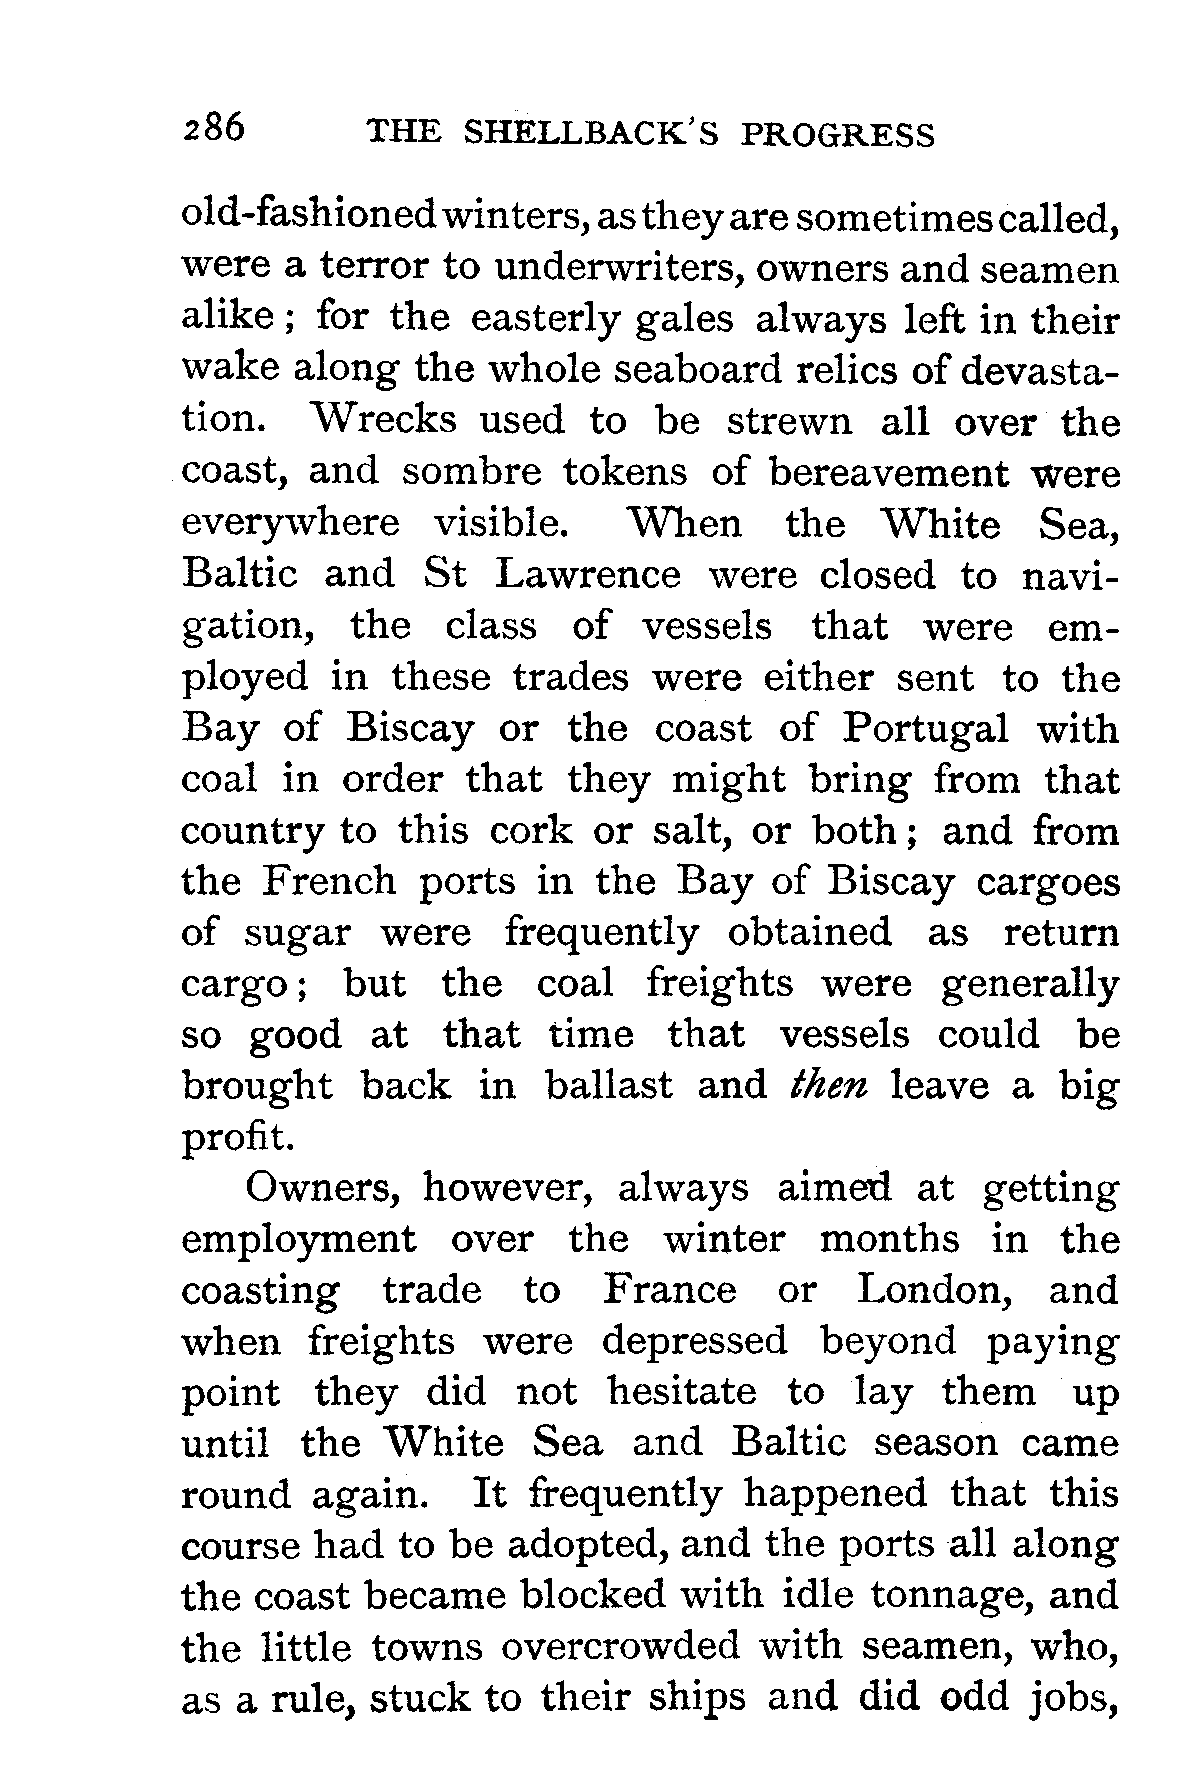 286 THE SHELLBACK'S PROGRESS
old-fashioned winters, as they are sometimes called,
were a terror to underwriters, owners and seamen
alike ; for the easterly gales always left in their
wake along the whole seaboard relics of devasta-
tion. Wrecks used to be strewn all over the
coast, and sombre tokens of bereavement were
everywhere visible. When the White Sea,
Baltic and St Lawrence were closed to navi-
gation, the class of vessels that were em-
ployed in these trades were either sent to the
Bay of Biscay or the coast of Portugal with
coal in order that they might bring from that
country to this cork or salt, or both ; and from
the French ports in the Bay of Biscay cargoes
of sugar were frequently obtained as return
cargo ; but the coal freights were generally
so good at that time that vessels could be
brought back in ballast and then leave a big
profit.
Owners, however, always aimed at getting
employment over the winter months in the
coasting trade to France or London, and
when freights were depressed beyond paying
point they did not hesitate to lay them up
until the White Sea and Baltic season came
round again. It frequently happened that this
course had to be adopted, and the ports all along
the coast became blocked with idle tonnage, and
the little towns overcrowded with seamen, who,
as a rule, stuck to their ships and did odd jobs,